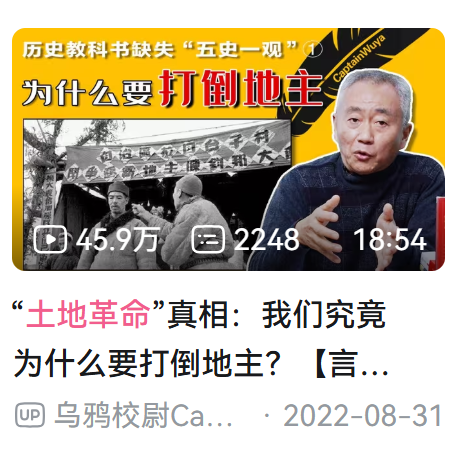 历史教科书缺失“五史一观”①
CaptainWuya
为什么要打倒地主
45.9万 2248 18:54
“土地革命”真相：我们究竟
为什么要打倒地主？【言…
UP 乌鸦校尉Ca... · 2022-08-31